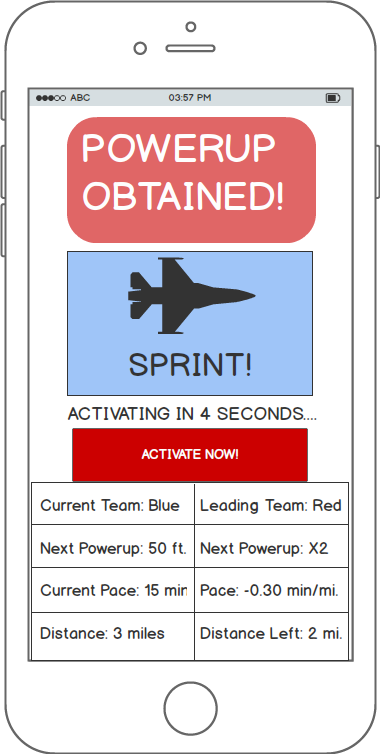 ABC 03:57 PM
POWERUP
OBTAINED!
SPRINT!
ACTIVATING IN 4 SECONDS....
ACTIVATE NOW!
Current Team: Blue Leading Team: Red
Next Powerup: 50 ft. Next Powerup: X2
Current Pace: 15 min Pace: -0.30 min/mi.
Distance: 3 miles Distance Left: 2 mi.